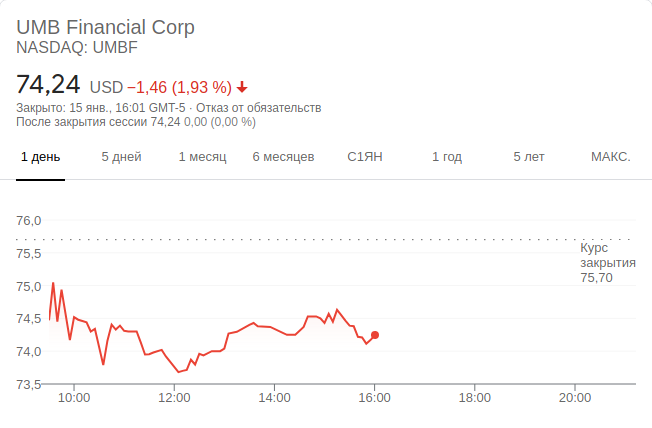 UMB Financial Corp
NASDAQ: UMBF
74,24 USD −1,46 (1,93 %)
Закрыто: 15 янв., 16:01 GMT-5 · Отказ от обязательств
После закрытия сессии 74,24 0,00 (0,00 %)
1 день 5 дней 1 месяц 6 месяцев С1ЯН 1 год 5 лет МАКС.
76,0
75,5
Курс
закрытия
75,70
75,0
74,5
74,0
73,5
10:00 12:00 14:00 16:00 18:00 20:00